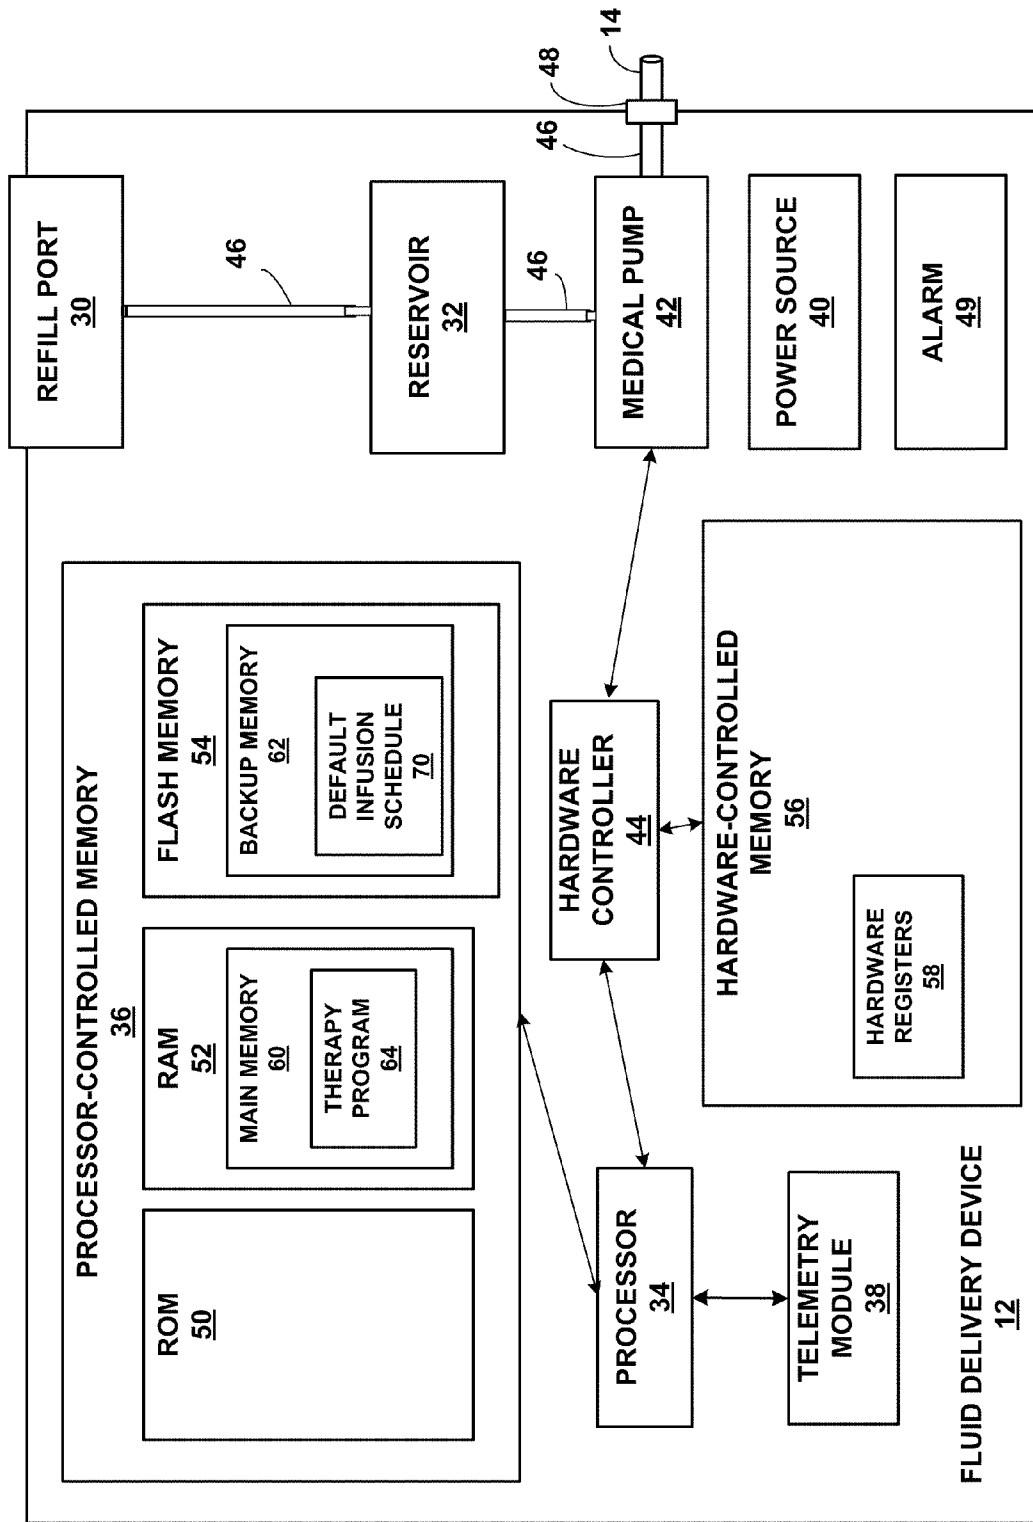 PROCESSOR-CONTROLLED MEMORY
36
ROM
50
RAM
52
MAIN MEMORY
60
THERAPY
PROGRAM
64
FLASH MEMORY
54
BACKUP MEMORY
62
DEFAULT
INFUSION
SCHEDULE
70
REFILL PORT
30
46
RESERVOIR
32
46
MEDICAL PUMP
42
46
48
14
PROCESSOR
34
HARDWARE
CONTROLLER
44
TELEMETRY
MODULE
38
HARDWARE-CONTROLLED
MEMORY
56
HARDWARE
REGISTERS
58
POWER SOURCE
40
ALARM
49
FLUID DELIVERY DEVICE
12